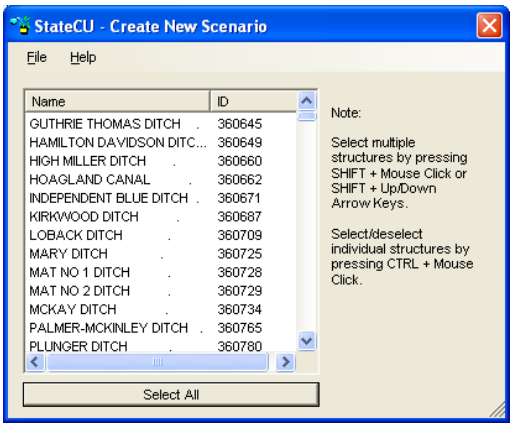 StateCU - Create New Scenario
File Help
Name ID
GUTHRIE THOMAS DITCH . 360645
HAMILTON DAVIDSON DITC... 360649
HIGH MILLER DITCH . 360660
HOAGLAND CANAL . 360662
INDEPENDENT BLUE DITCH . 360671
KIRKWOOD DITCH . 360687
LOBACK DITCH . 360709
MARY DITCH . 360725
MAT NO 1 DITCH . 360728
MAT NO 2 DITCH . 360729
MCKAY DITCH . 360734
PALMER-MCKINLEY DITCH . 360765
PLUNGER DITCH . 360780
Select All
Note:
Select multiple
structures by pressing
SHIFT + Mouse Click or
SHIFT + Up/Down
Arrow Keys.
Select/deselect
individual structures by
pressing CTRL + Mouse
Click.